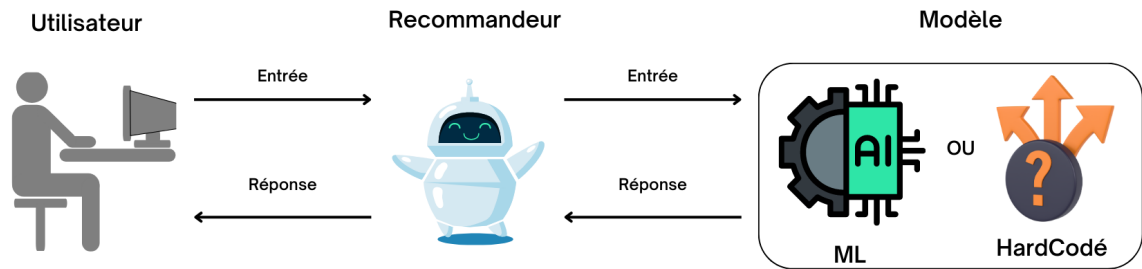 Utilisateur
Recommandeur
Modèle
Entrée
Entrée
Réponse
Réponse
AI
OU
?
ML
HardCodé